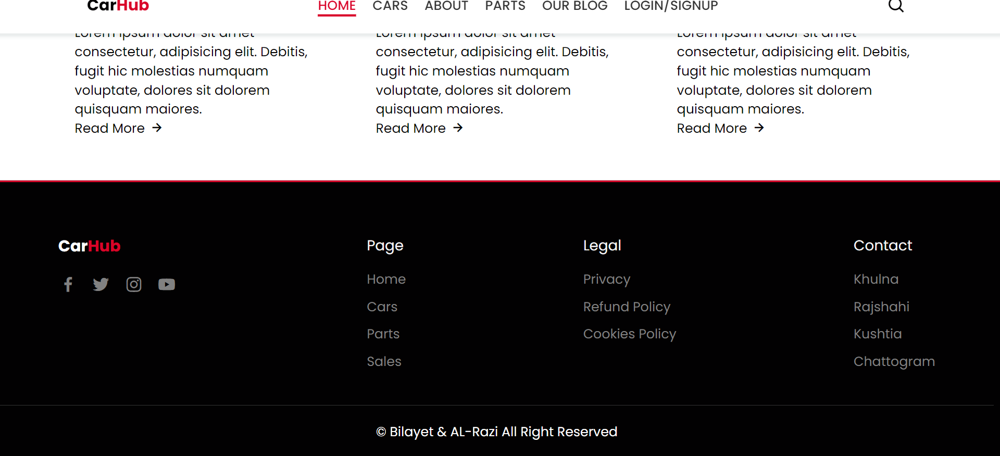 CarHub
HOME CARS ABOUT PARTS OUR BLOG LOGIN/SIGNUP
Lorem ipsum dolor sit amet
consectetur, adipisicing elit. Debitis,
fugit hic molestias numquam
voluptate, dolores sit dolorem
quisquam maiores.
Read More →
Lorem ipsum dolor sit amet
consectetur, adipisicing elit. Debitis,
fugit hic molestias numquam
voluptate, dolores sit dolorem
quisquam maiores.
Read More →
Lorem ipsum dolor sit amet
consectetur, adipisicing elit. Debitis,
fugit hic molestias numquam
voluptate, dolores sit dolorem
quisquam maiores.
Read More →
CarHub
Page
Home
Cars
Parts
Sales
Legal
Privacy
Refund Policy
Cookies Policy
Contact
Khulna
Rajshahi
Kushtia
Chattogram
© Bilayet & AL-Razi All Right Reserved